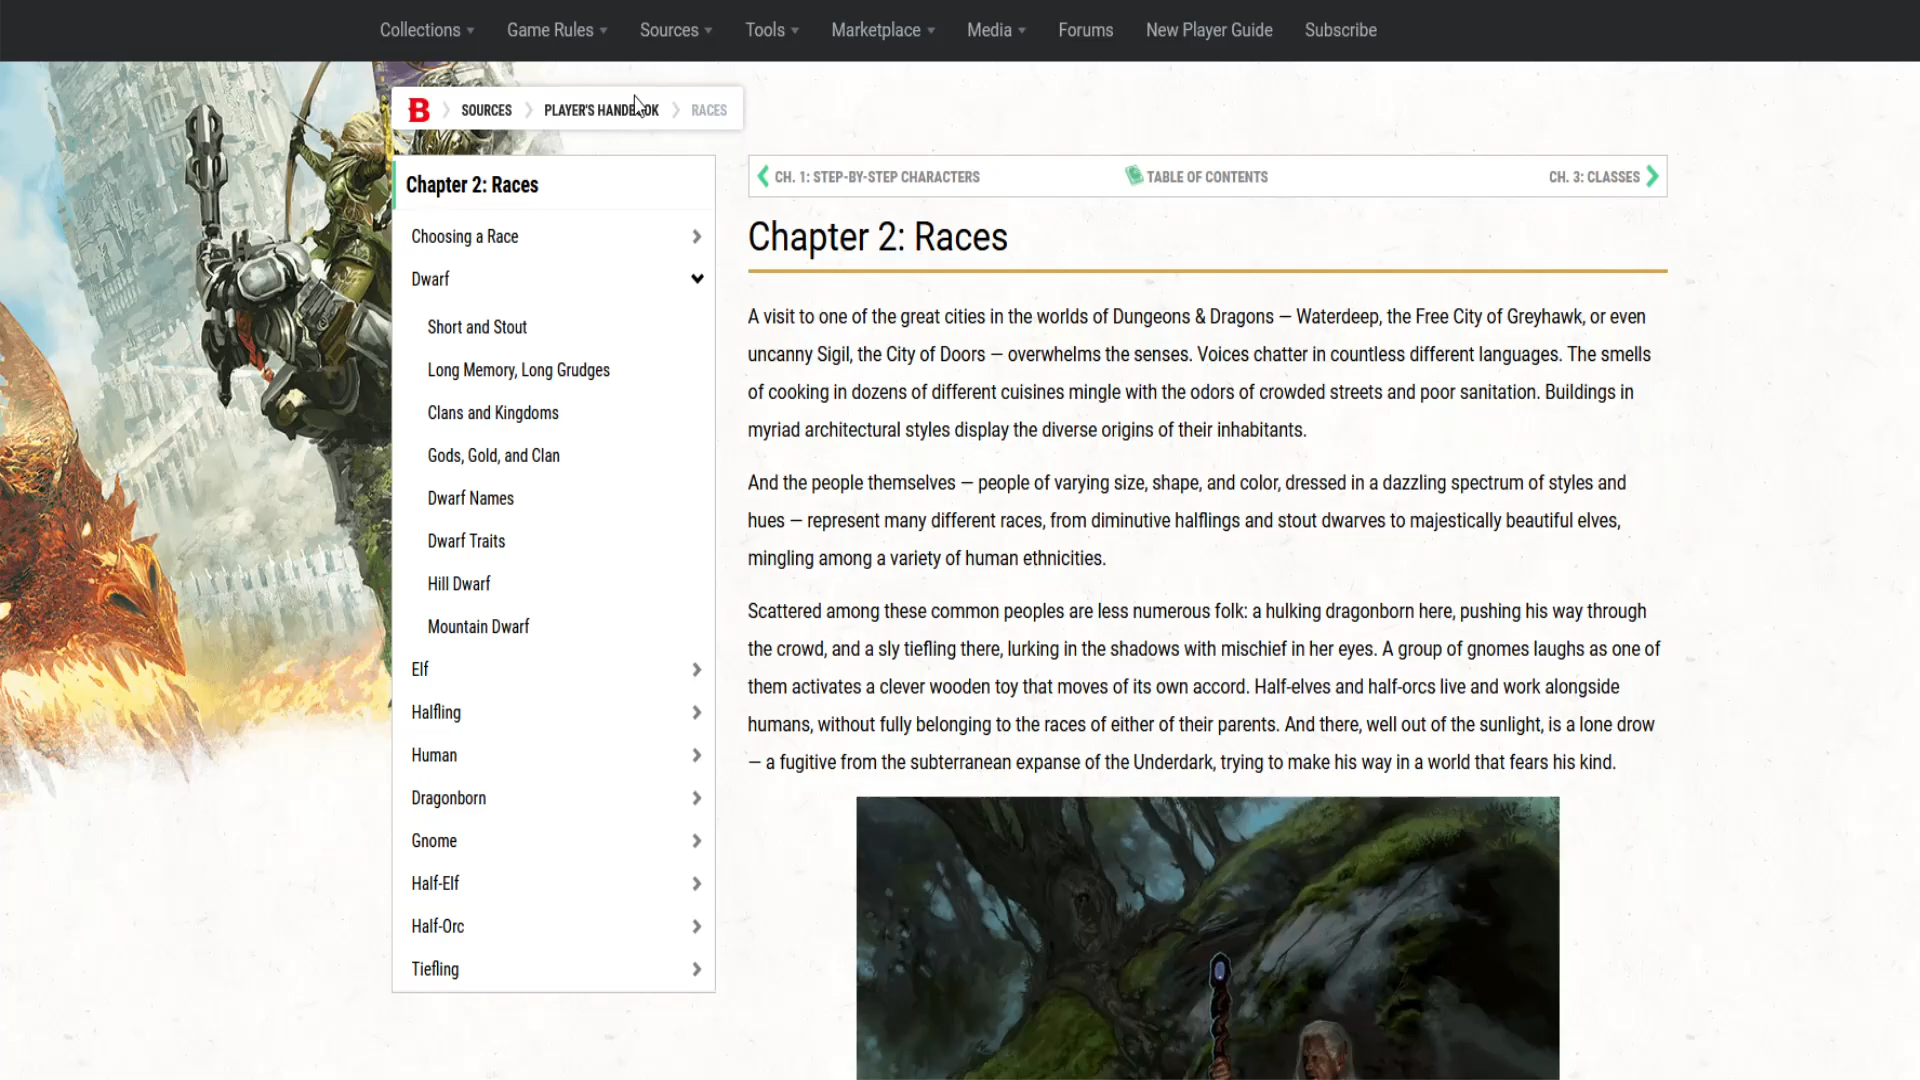 Collections Game Rules Sources Tools Marketplace Media Forums New Player Guide Subscribe
B SOURCES PLAYER'S HANDBOOK RACES
Chapter 2: Races
Choosing a Race
Dwarf
Short and Stout
Long Memory, Long Grudges
Clans and Kingdoms
Gods, Gold, and Clan
Dwarf Names
Dwarf Traits
Hill Dwarf
Mountain Dwarf
Elf
Halfling
Human
Dragonborn
Gnome
Half-Elf
Half-Orc
Tiefling
CH. 1: STEP-BY-STEP CHARACTERS TABLE OF CONTENTS CH. 3: CLASSES
Chapter 2: Races
A visit to one of the great cities in the worlds of Dungeons & Dragons — Waterdeep, the Free City of Greyhawk, or even
uncanny Sigil, the City of Doors — overwhelms the senses. Voices chatter in countless different languages. The smells
of cooking in dozens of different cuisines mingle with the odors of crowded streets and poor sanitation. Buildings in
myriad architectural styles display the diverse origins of their inhabitants.
And the people themselves — people of varying size, shape, and color, dressed in a dazzling spectrum of styles and
hues — represent many different races, from diminutive halflings and stout dwarves to majestically beautiful elves,
mingling among a variety of human ethnicities.
Scattered among these common peoples are less numerous folk: a hulking dragonborn here, pushing his way through
the crowd, and a sly tiefling there, lurking in the shadows with mischief in her eyes. A group of gnomes laughs as one of
them activates a clever wooden toy that moves of its own accord. Half-elves and half-orcs live and work alongside
humans, without fully belonging to the races of either of their parents. And there, well out of the sunlight, is a lone drow
— a fugitive from the subterranean expanse of the Underdark, trying to make his way in a world that fears his kind.